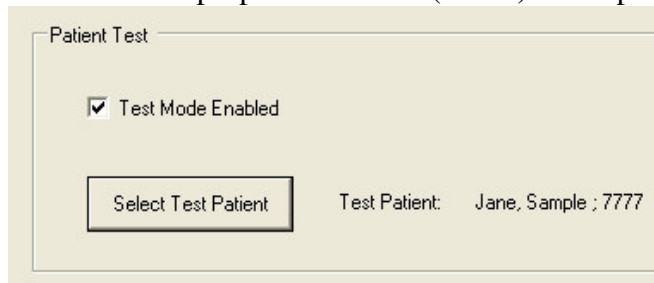 Patient Test
Test Mode Enabled
Select Test Patient Test Patient: Jane, Sample ; 7777